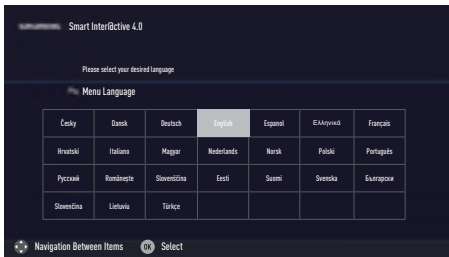 Smart Inter@ctive 4.0
Please select your desired language
Menu Language
Česky Dansk Deutsch English Espanol Ελληνικά Français
Hrvatski Italiano Magyar Nederlands Norsk Polski Português
Русский Româneşte Slovenščina Eesti Suomi Svenska Български
Slovenčina Lietuviu Türkçe
Navigation Between Items OK Select